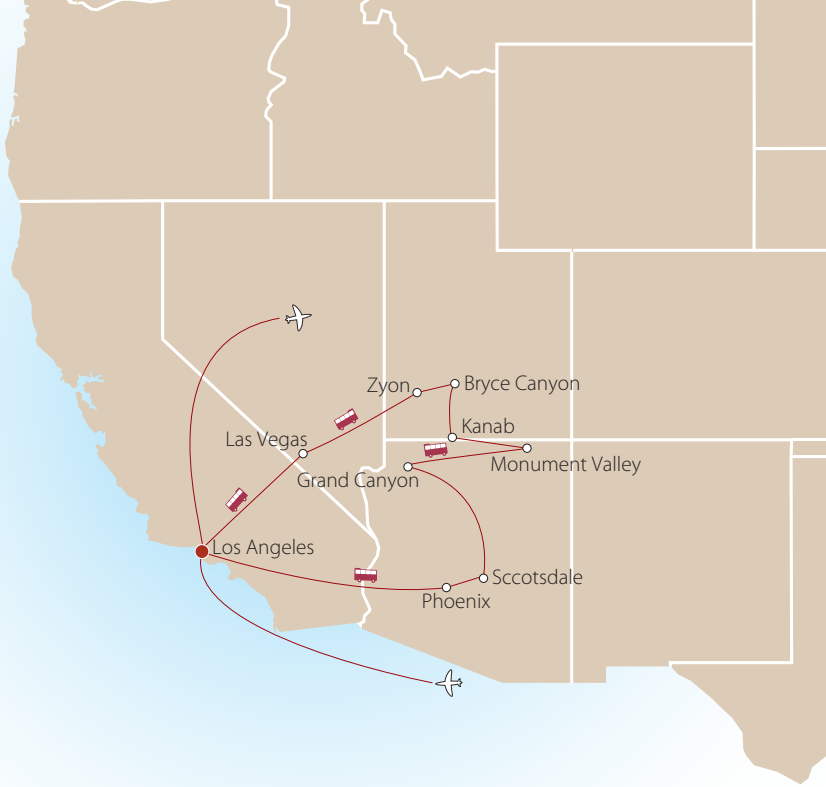 Zyon
Bryce Canyon
Kanab
Las Vegas
Monument Valley
Grand Canyon
Los Angeles
Sccotsdale
Phoenix